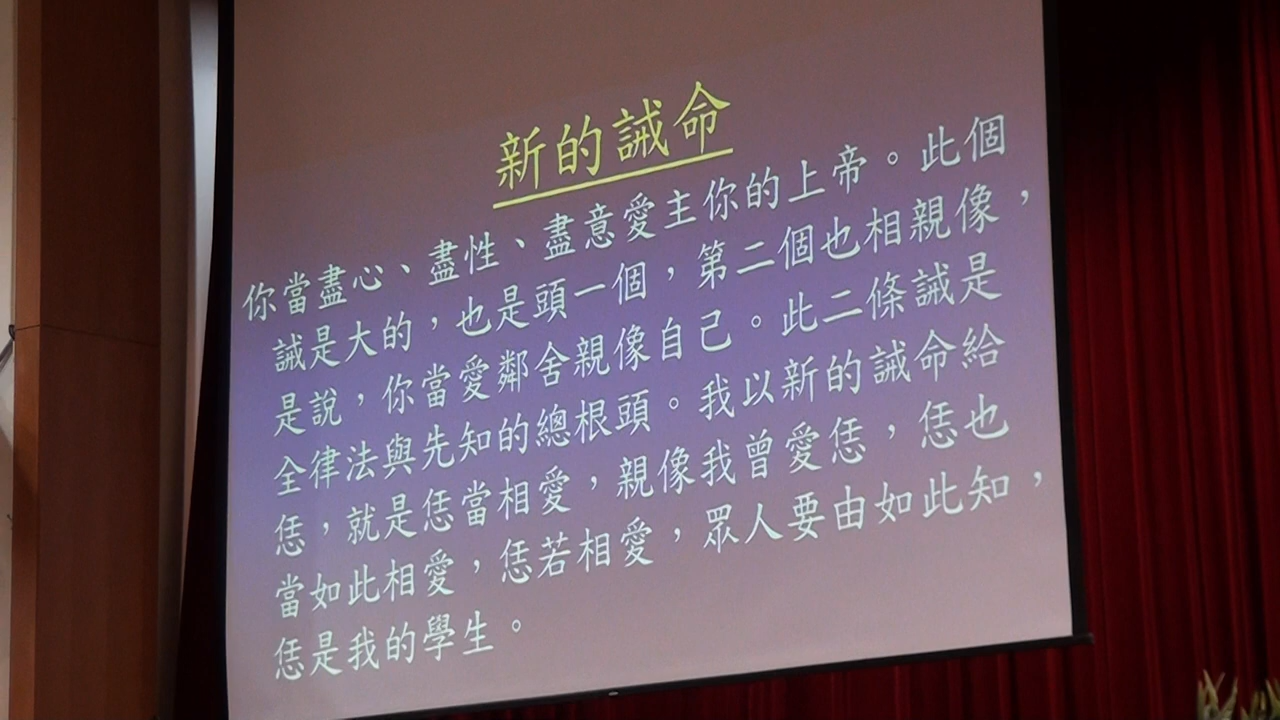 新的誡命
你當盡心、盡性、盡意愛主你的上帝。此個
誡是大的，也是頭一個，第二個也相親像，
是說，你當愛鄰舍親像自己。此二條誡是
全律法與先知的總根頭。我以新的誡命給
恁，就是恁當相愛，親像我曾愛恁，恁也
當如此相愛，恁若相愛，眾人要由如此知，
恁是我的學生。